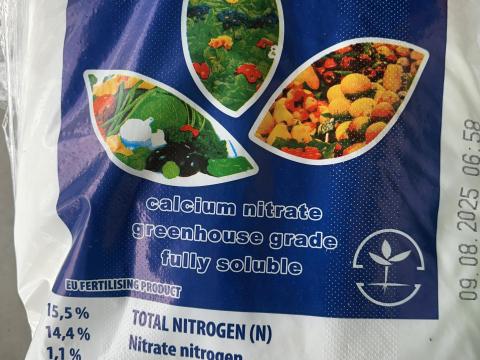 calcium nitrate
greenhouse grade
fully soluble
EU FERTILISING PRODUCT
15,5 % TOTAL NITROGEN (N)
14,4 % Nitrate nitrogen
1,1 %
09. 08. 2025 06:58